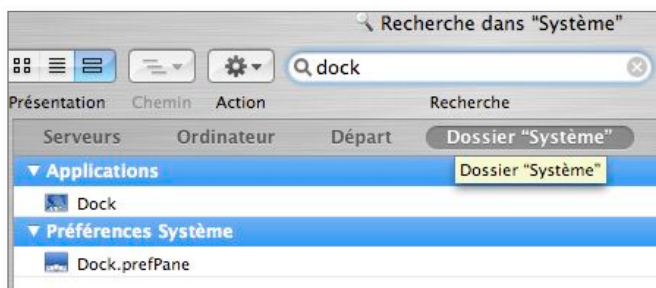 Recherche dans “Système”
dock
Présentation Chemin Action Recherche
Serveurs Ordinateur Départ Dossier “Système”
Applications
Dossier “Système”
Dock
Préférences Système
Dock.prefPane